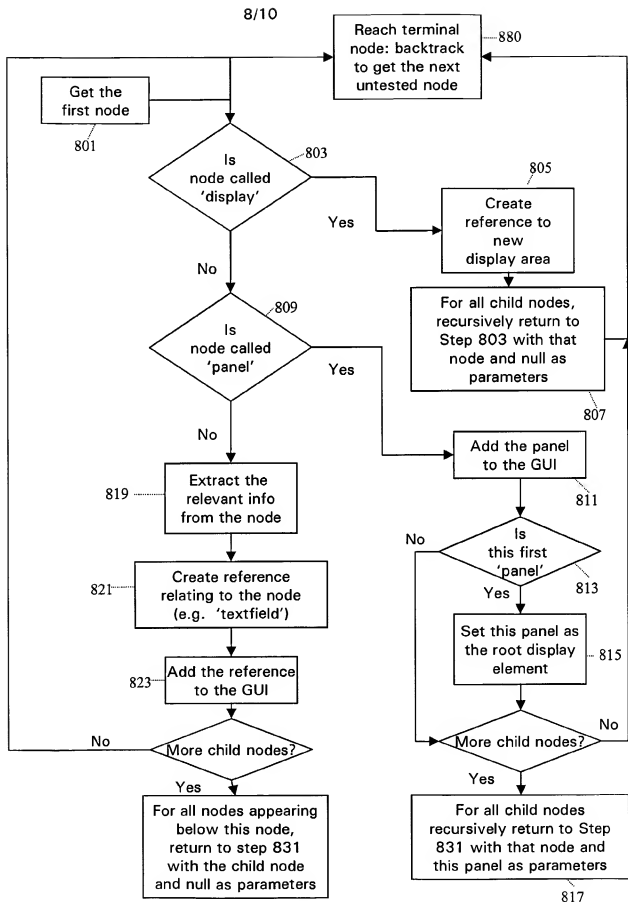 8/10
Reach terminal
node: backtrack
to get the next
untested node
880
Get the
first node
801
Is
node called
'display'
803
Yes
No
805
Create
reference to
new
display area
For all child nodes,
recursively return to
Step 803 with that
node and null as
parameters
807
Is
node called
'panel'
809
Yes
No
Add the panel
to the GUI
811
819
Extract the
relevant info
from the node
Is
this first
'panel'
813
No
Yes
821
Create reference
relating to the node
(e.g. 'textfield')
Set this panel as
the root display
element
815
823
Add the reference
to the GUI
More child nodes?
No
Yes
More child nodes?
No
Yes
For all nodes appearing
below this node,
return to step 831
with the child node
and null as parameters
For all child nodes
recursively return to Step
831 with that node and
this panel as parameters
817